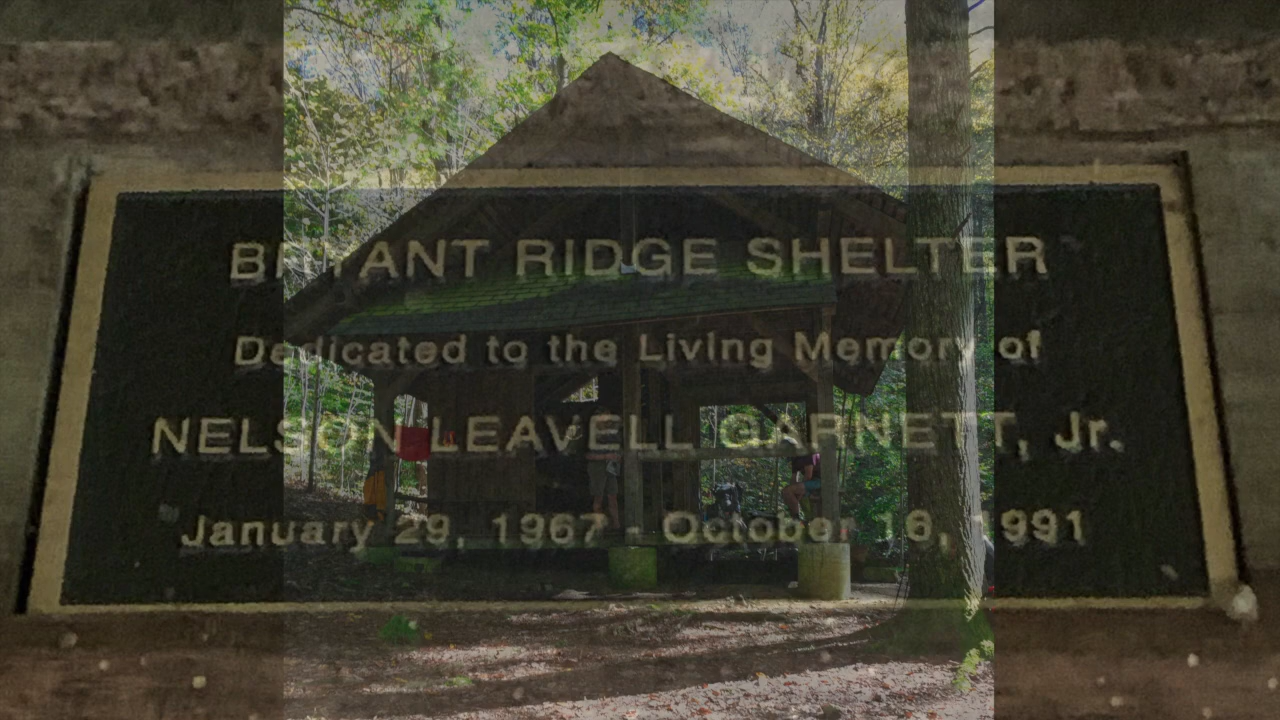 BRYANT RIDGE SHELTER
Dedicated to the Living Memory of
NELSON LEAVELL GARNETT, Jr.
January 29, 1967 - October 16, 1991